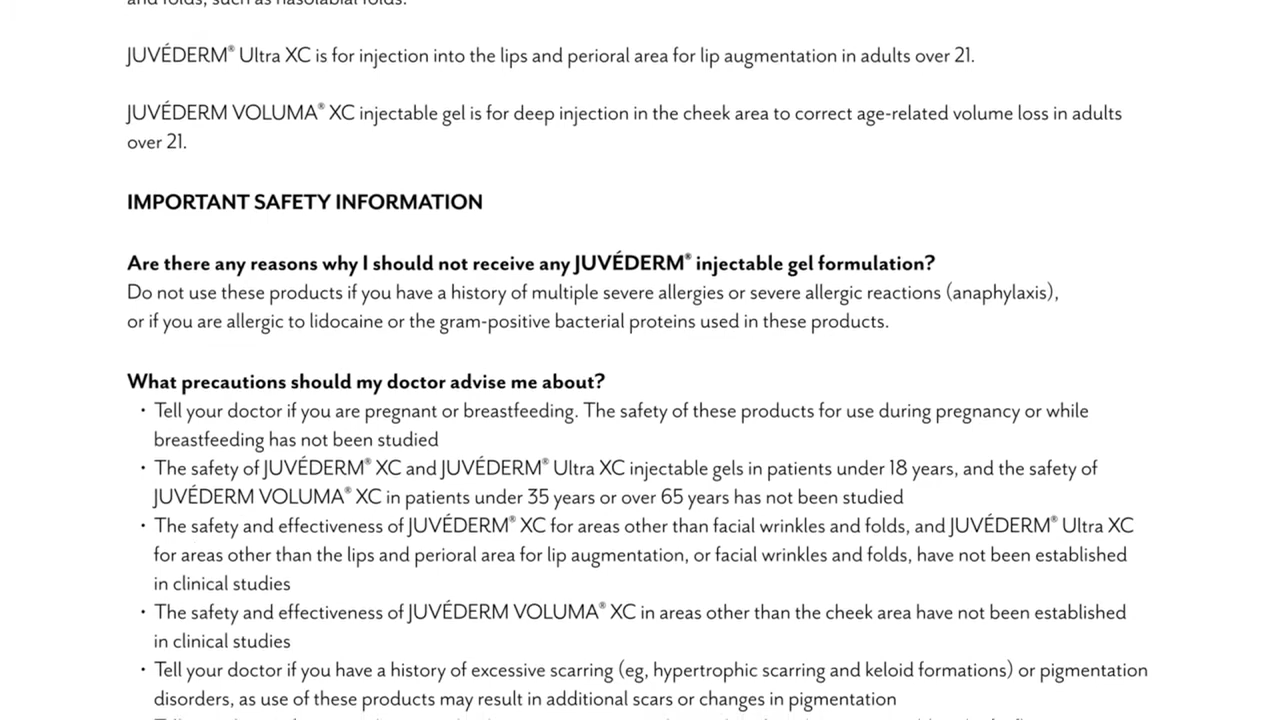 and folds, such as nasolabial folds.
JUVÉDERM® Ultra XC is for injection into the lips and perioral area for lip augmentation in adults over 21.
JUVÉDERM VOLUMA® XC injectable gel is for deep injection in the cheek area to correct age-related volume loss in adults
over 21.
IMPORTANT SAFETY INFORMATION
Are there any reasons why I should not receive any JUVÉDERM® injectable gel formulation?
Do not use these products if you have a history of multiple severe allergies or severe allergic reactions (anaphylaxis),
or if you are allergic to lidocaine or the gram-positive bacterial proteins used in these products.
What precautions should my doctor advise me about?
• Tell your doctor if you are pregnant or breastfeeding. The safety of these products for use during pregnancy or while
breastfeeding has not been studied
• The safety of JUVÉDERM® XC and JUVÉDERM® Ultra XC injectable gels in patients under 18 years, and the safety of
JUVÉDERM VOLUMA® XC in patients under 35 years or over 65 years has not been studied
• The safety and effectiveness of JUVÉDERM® XC for areas other than facial wrinkles and folds, and JUVÉDERM® Ultra XC
for areas other than the lips and perioral area for lip augmentation, or facial wrinkles and folds, have not been established
in clinical studies
• The safety and effectiveness of JUVÉDERM VOLUMA® XC in areas other than the cheek area have not been established
in clinical studies
• Tell your doctor if you have a history of excessive scarring (eg, hypertrophic scarring and keloid formations) or pigmentation
disorders, as use of these products may result in additional scars or changes in pigmentation